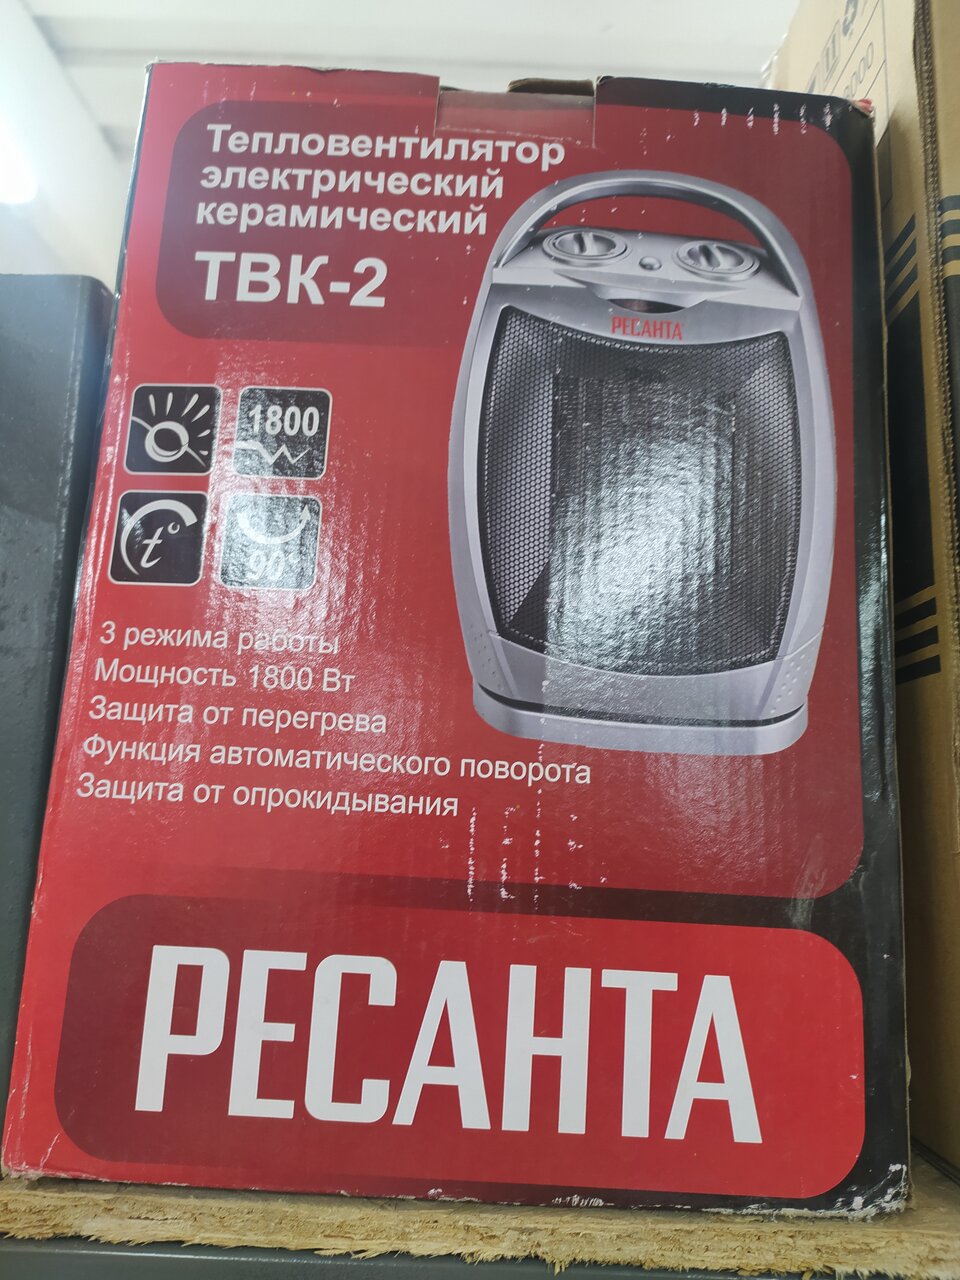 Тепловентилятор
электрический
керамический
ТВК-2
РЕСАНТА
1800
t°
90°
3 режима работы
Мощность 1800 Вт
Защита от перегрева
Функция автоматического поворота
Защита от опрокидывания
РЕСАНТА